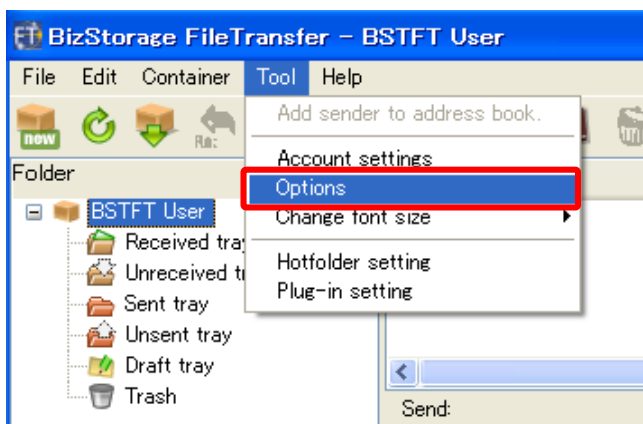 BizStorage FileTransfer - BSTFT User
File Edit Container Tool Help
new
Re:
Add sender to address book.
Account settings
Options
Change font size
Hotfolder setting
Plug-in setting
Folder
BSTFT User
Received tray
Unreceived t
Sent tray
Unsent tray
Draft tray
Trash
Send: